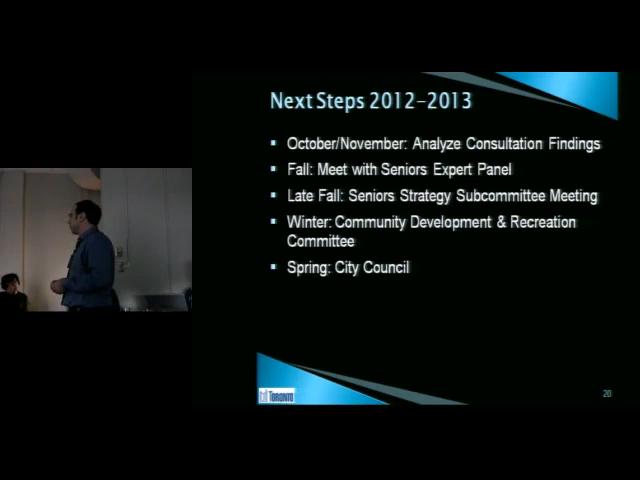 Next Steps 2012-2013
October/November: Analyze Consultation Findings
Fall: Meet with Seniors Expert Panel
Late Fall: Seniors Strategy Subcommittee Meeting
Winter: Community Development & Recreation
Committee
Spring: City Council
TORONTO
20